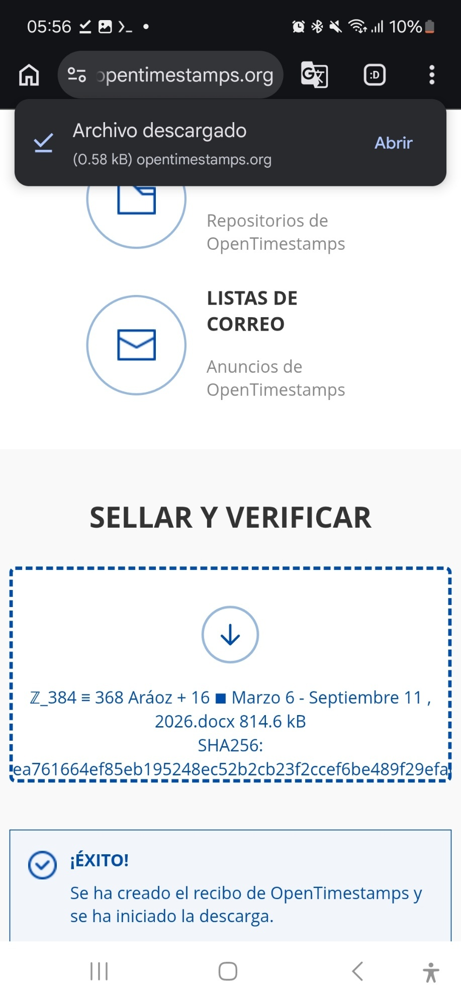 05:56
10%
opentimestamps.org
:D
Archivo descargado
(0.58 kB) opentimestamps.org
Abrir
Repositorios de
OpenTimestamps
LISTAS DE
CORREO
Anuncios de
OpenTimestamps
SELLAR Y VERIFICAR
ℤ_384 ≡ 368 Aráoz + 16 ■ Marzo 6 - Septiembre 11 ,
2026.docx 814.6 kB
SHA256:
ea761664ef85eb195248ec52b2cb23f2ccef6be489f29efa
¡ÉXITO!
Se ha creado el recibo de OpenTimestamps y
se ha iniciado la descarga.